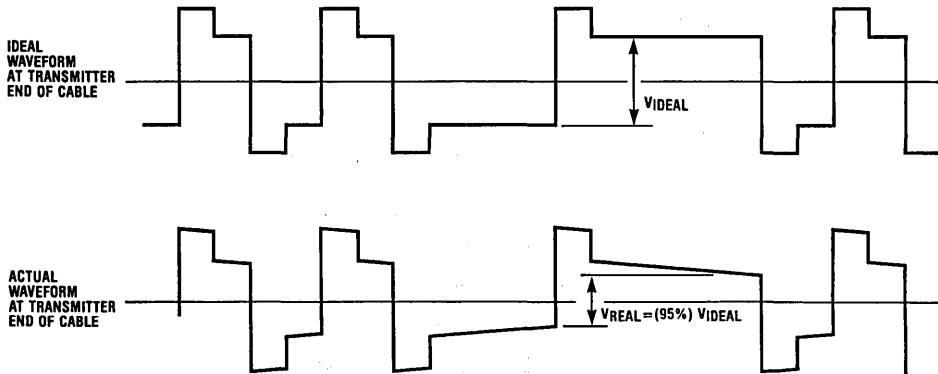 IDEAL
WAVEFORM
AT TRANSMITTER
END OF CABLE
VIDEAL
ACTUAL
WAVEFORM
AT TRANSMITTER
END OF CABLE
VREAL=(95%) VIDEAL